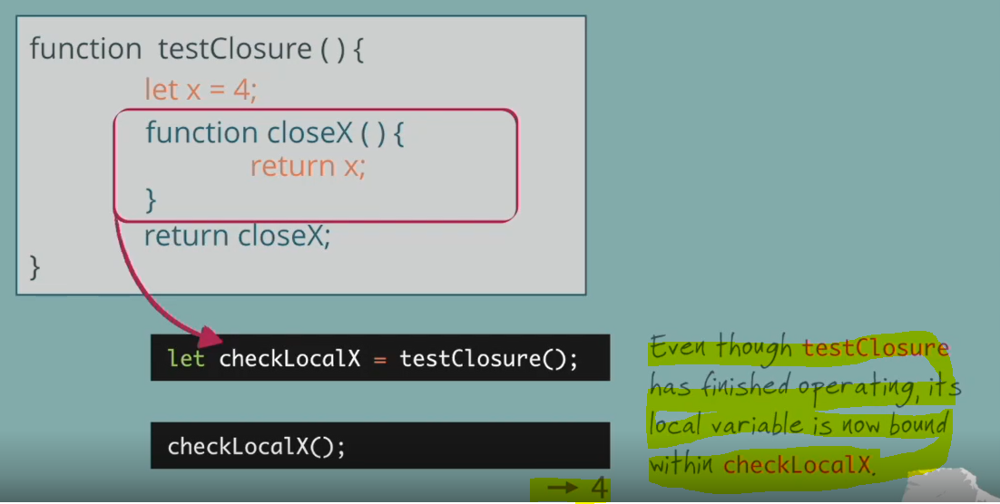 function testClosure ( ) {
let x = 4;
function closeX ( ) {
return x;
}
return closeX;
}
let checkLocalX = testClosure();
checkLocalX();
→ 4
Even though testClosure
has finished operating, its
local variable is now bound
within checkLocalX.